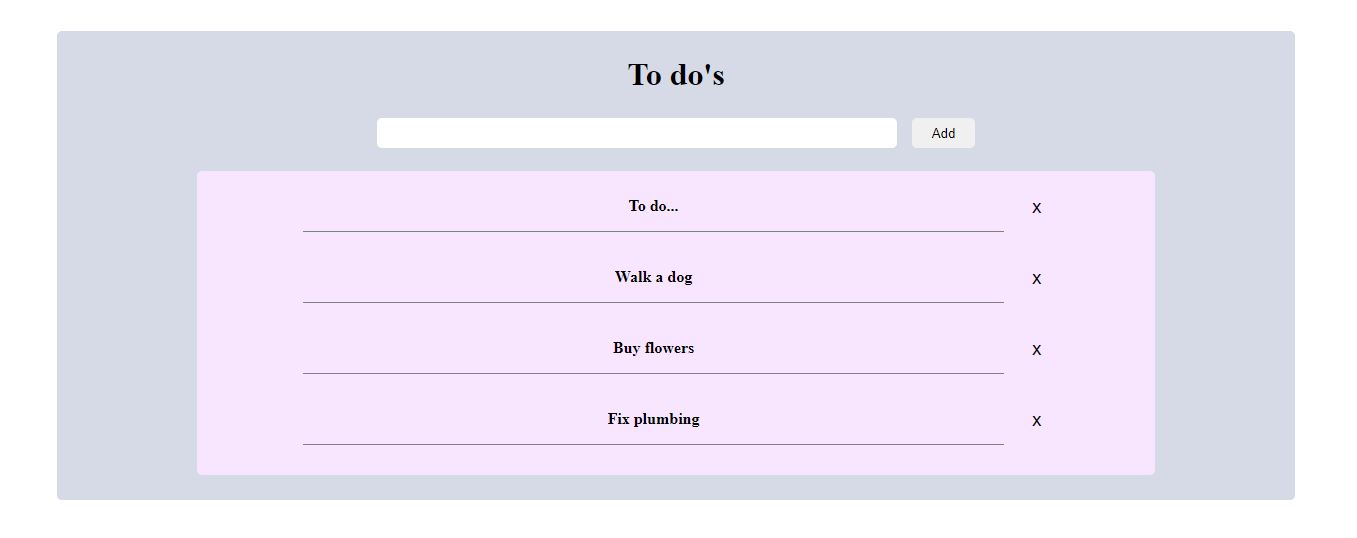 To do's
Add
To do... x
Walk a dog x
Buy flowers x
Fix plumbing x